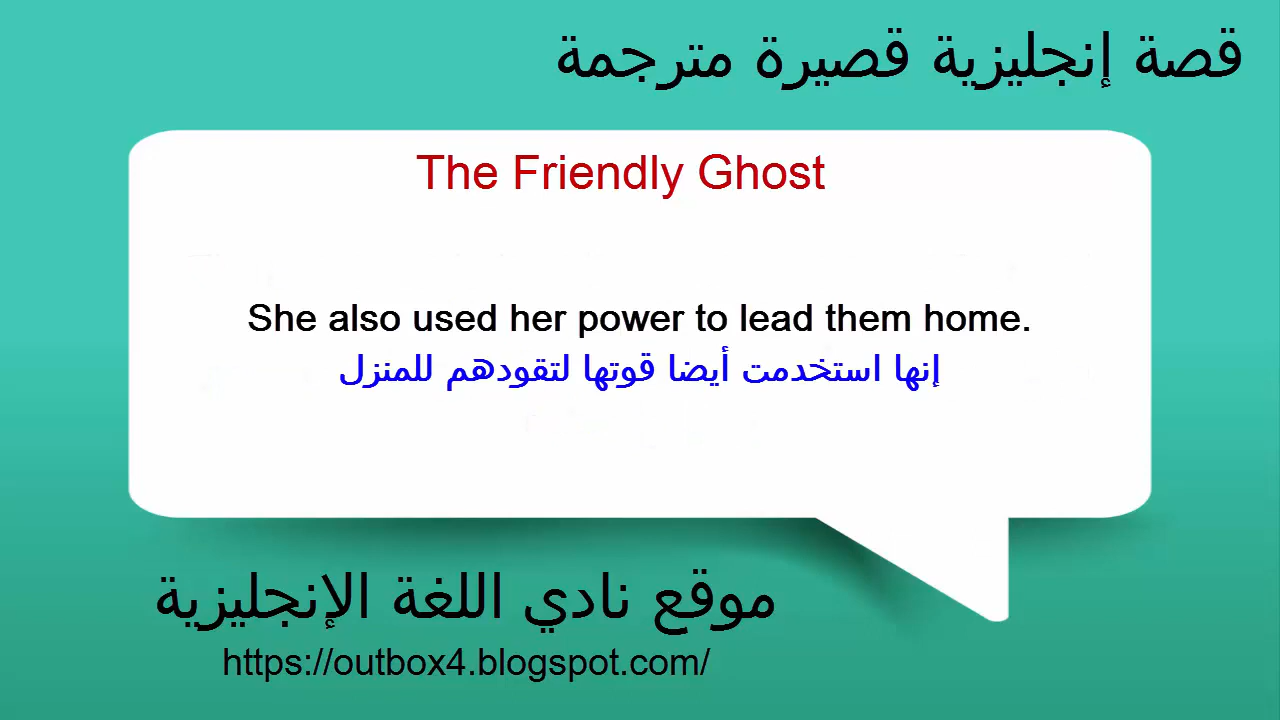 قصة إنجليزية قصيرة مترجمة
The Friendly Ghost
She also used her power to lead them home.
إنها استخدمت أيضا قوتها لتقودهم للمنزل
موقع نادي اللغة الإنجليزية
https://outbox4.blogspot.com/